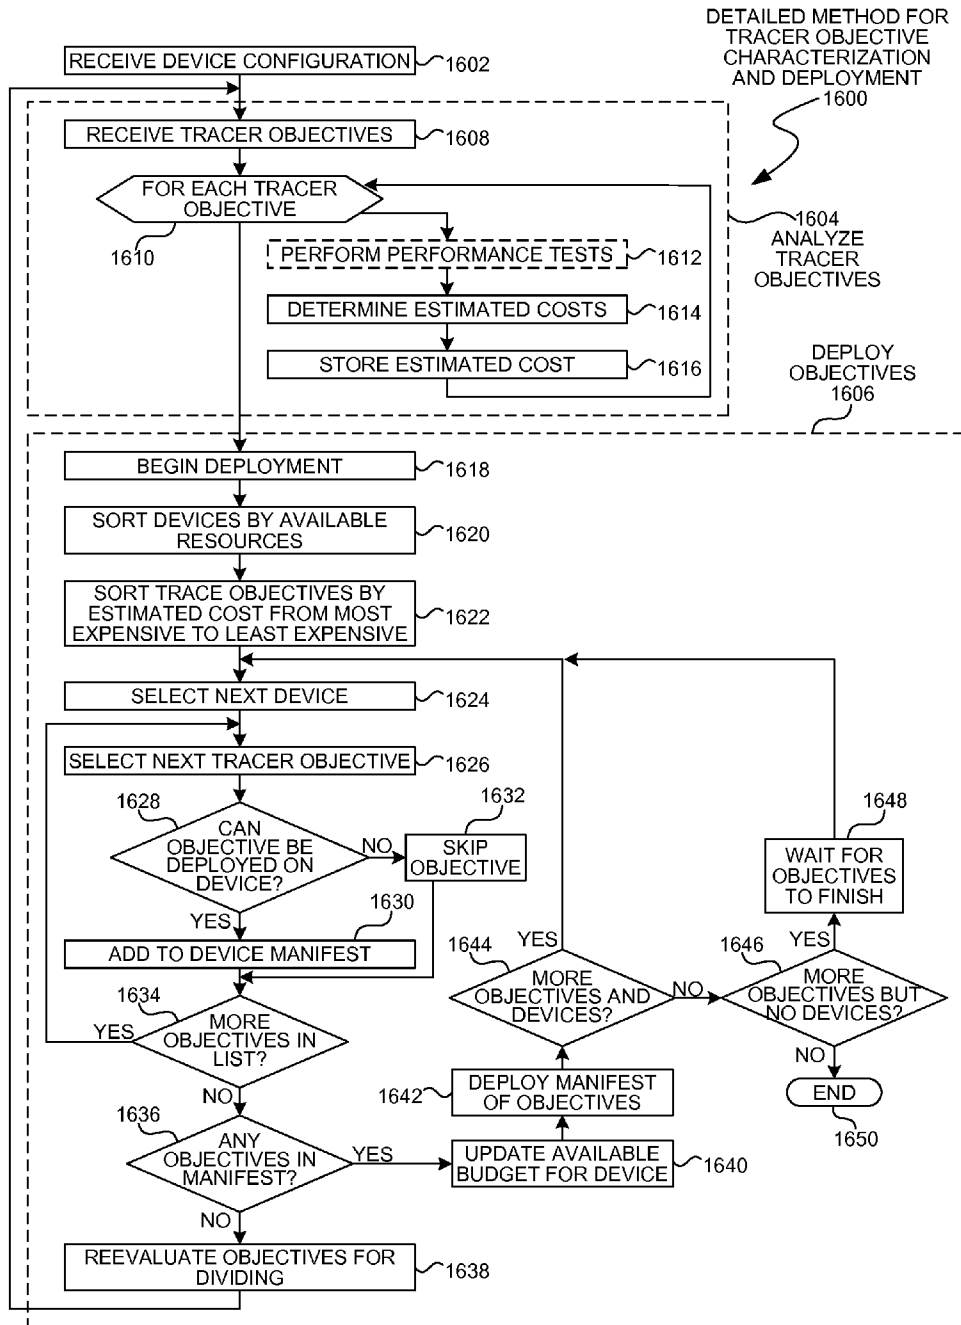 DETAILED METHOD FOR
TRACER OBJECTIVE
CHARACTERIZATION
AND DEPLOYMENT
1600
RECEIVE DEVICE CONFIGURATION
1602
RECEIVE TRACER OBJECTIVES
1608
FOR EACH TRACER
OBJECTIVE
1610
1604
ANALYZE
TRACER
OBJECTIVES
PERFORM PERFORMANCE TESTS
1612
DETERMINE ESTIMATED COSTS
1614
STORE ESTIMATED COST
1616
DEPLOY
OBJECTIVES
1606
BEGIN DEPLOYMENT
1618
SORT DEVICES BY AVAILABLE
RESOURCES
1620
SORT TRACE OBJECTIVES BY
ESTIMATED COST FROM MOST
EXPENSIVE TO LEAST EXPENSIVE
1622
SELECT NEXT DEVICE
1624
SELECT NEXT TRACER OBJECTIVE
1626
1628
CAN
OBJECTIVE BE
DEPLOYED ON
DEVICE?
NO
1632
SKIP
OBJECTIVE
YES
1630
ADD TO DEVICE MANIFEST
1634
YES
MORE
OBJECTIVES IN
LIST?
NO
1636
ANY
OBJECTIVES IN
MANIFEST?
YES
NO
REEVALUATE OBJECTIVES FOR
DIVIDING
1638
UPDATE AVAILABLE
BUDGET FOR DEVICE
1640
1642
DEPLOY MANIFEST
OF OBJECTIVES
1644
YES
MORE
OBJECTIVES AND
DEVICES?
NO
1646
YES
MORE
OBJECTIVES BUT
NO DEVICES?
1648
WAIT FOR
OBJECTIVES
TO FINISH
NO
END
1650